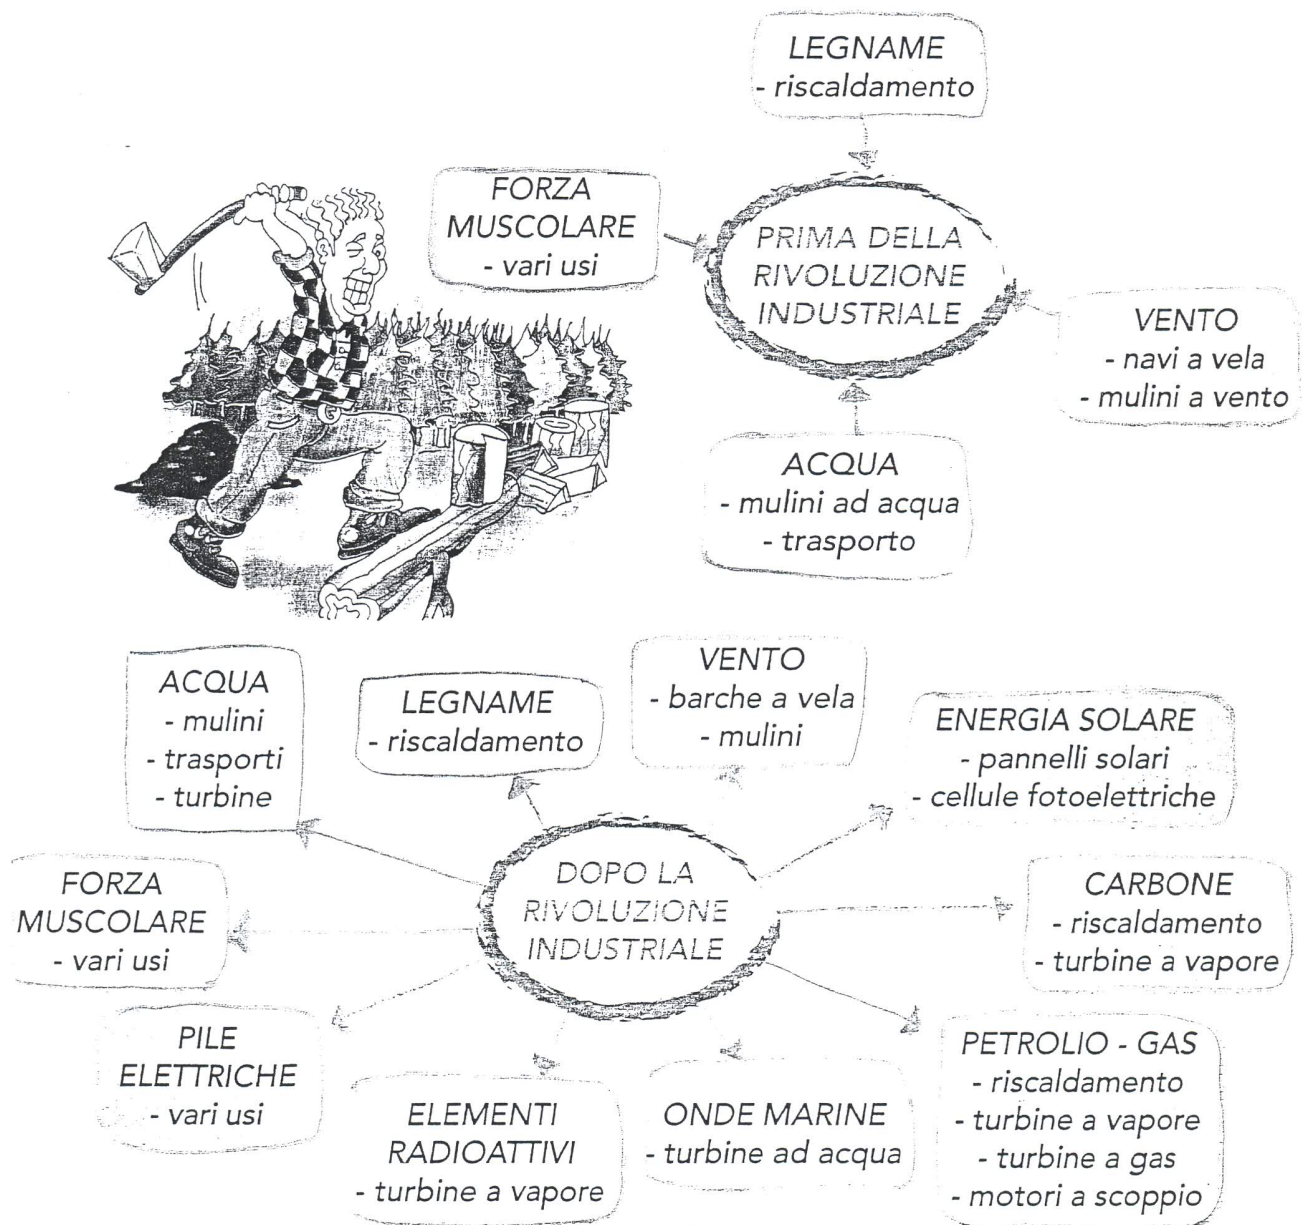 LEGNAME
- riscaldamento
FORZA
MUSCOLARE
- vari usi
PRIMA DELLA
RIVOLUZIONE
INDUSTRIALE
VENTO
- navi a vela
- mulini a vento
ACQUA
- mulini ad acqua
- trasporto
ACQUA
- mulini
- trasporti
- turbine
LEGNAME
- riscaldamento
VENTO
- barche a vela
- mulini
ENERGIA SOLARE
- pannelli solari
- cellule fotoelettriche
DOPO LA
RIVOLUZIONE
INDUSTRIALE
FORZA
MUSCOLARE
- vari usi
CARBONE
- riscaldamento
- turbine a vapore
PILE
ELETTRICHE
- vari usi
ELEMENTI
RADIOATTIVI
- turbine a vapore
ONDE MARINE
- turbine ad acqua
PETROLIO - GAS
- riscaldamento
- turbine a vapore
- turbine a gas
- motori a scoppio